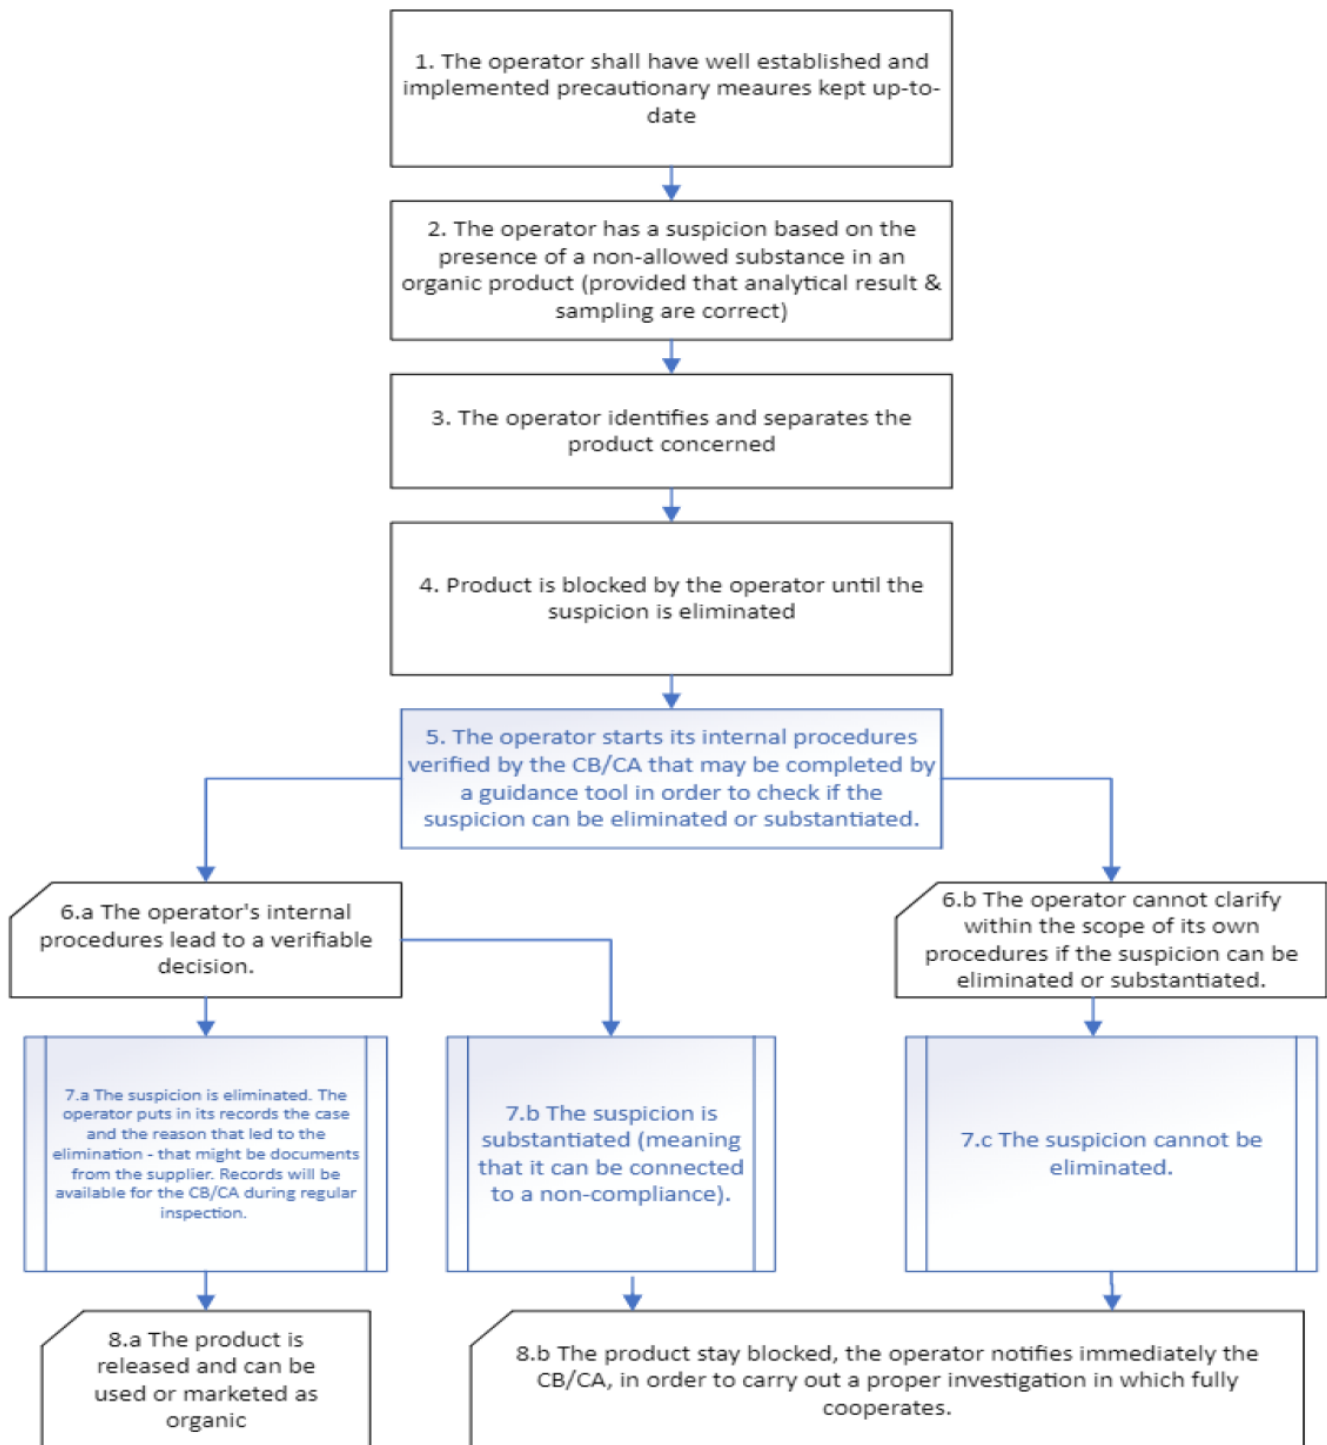 1. The operator shall have well established and
implemented precautionary meaures kept up-to-
date
2. The operator has a suspicion based on the
presence of a non-allowed substance in an
organic product (provided that analytical result &
sampling are correct)
3. The operator identifies and separates the
product concerned
4. Product is blocked by the operator until the
suspicion is eliminated
5. The operator starts its internal procedures
verified by the CB/CA that may be completed by
a guidance tool in order to check if the
suspicion can be eliminated or substantiated.
6.a The operator's internal
procedures lead to a verifiable
decision.
6.b The operator cannot clarify
within the scope of its own
procedures if the suspicion can be
eliminated or substantiated.
7.a The suspicion is eliminated. The
operator puts in its records the case
and the reason that led to the
elimination - that might be documents
from the supplier. Records will be
available for the CB/CA during regular
inspection.
7.b The suspicion is
substantiated (meaning
that it can be connected
to a non-compliance).
7.c The suspicion cannot be
eliminated.
8.a The product is
released and can be
used or marketed as
organic
8.b The product stay blocked, the operator notifies immediately the
CB/CA, in order to carry out a proper investigation in which fully
cooperates.